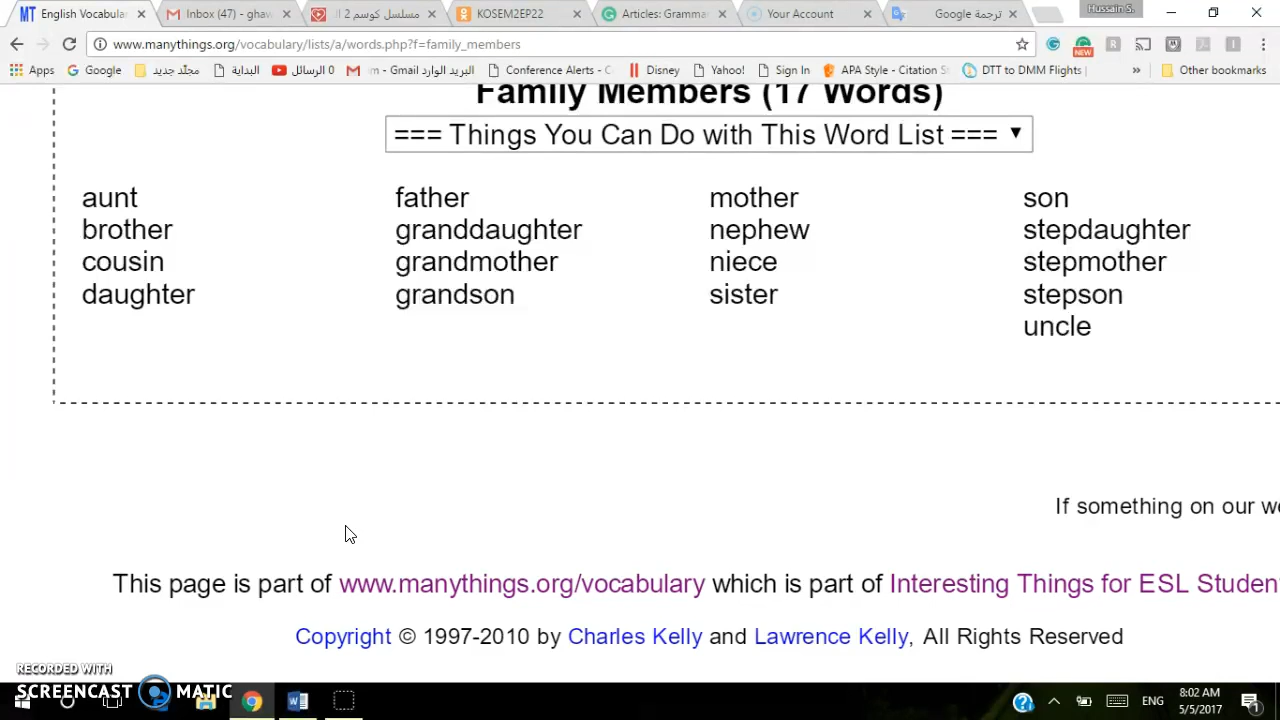 English Vocabula
Inbox (47) - ghav
مسلسل كوسم 2 ال
KOSEM2EP22
Articles: Gramma
Your Account
ترجمة Google
Hussain S.
www.manythings.org/vocabulary/lists/a/words.php?f=family_members
NEW
Apps
Google
مجلد جديد
البداية
0 الرسائل
البريد الوارد - Gmail - m
Conference Alerts - C
Disney
Yahoo!
Sign In
APA Style - Citation S
DTT to DMM Flights |
»
Other bookmarks
Family Members (17 Words)
=== Things You Can Do with This Word List ===
aunt father mother son
brother granddaughter nephew stepdaughter
cousin grandmother niece stepmother
daughter grandson sister stepson
uncle
If something on our we
This page is part of www.manythings.org/vocabulary which is part of Interesting Things for ESL Studen
Copyright © 1997-2010 by Charles Kelly and Lawrence Kelly, All Rights Reserved
RECORDED WITH
SCREENCAST MATIC
ENG
8:02 AM
5/5/2017
1